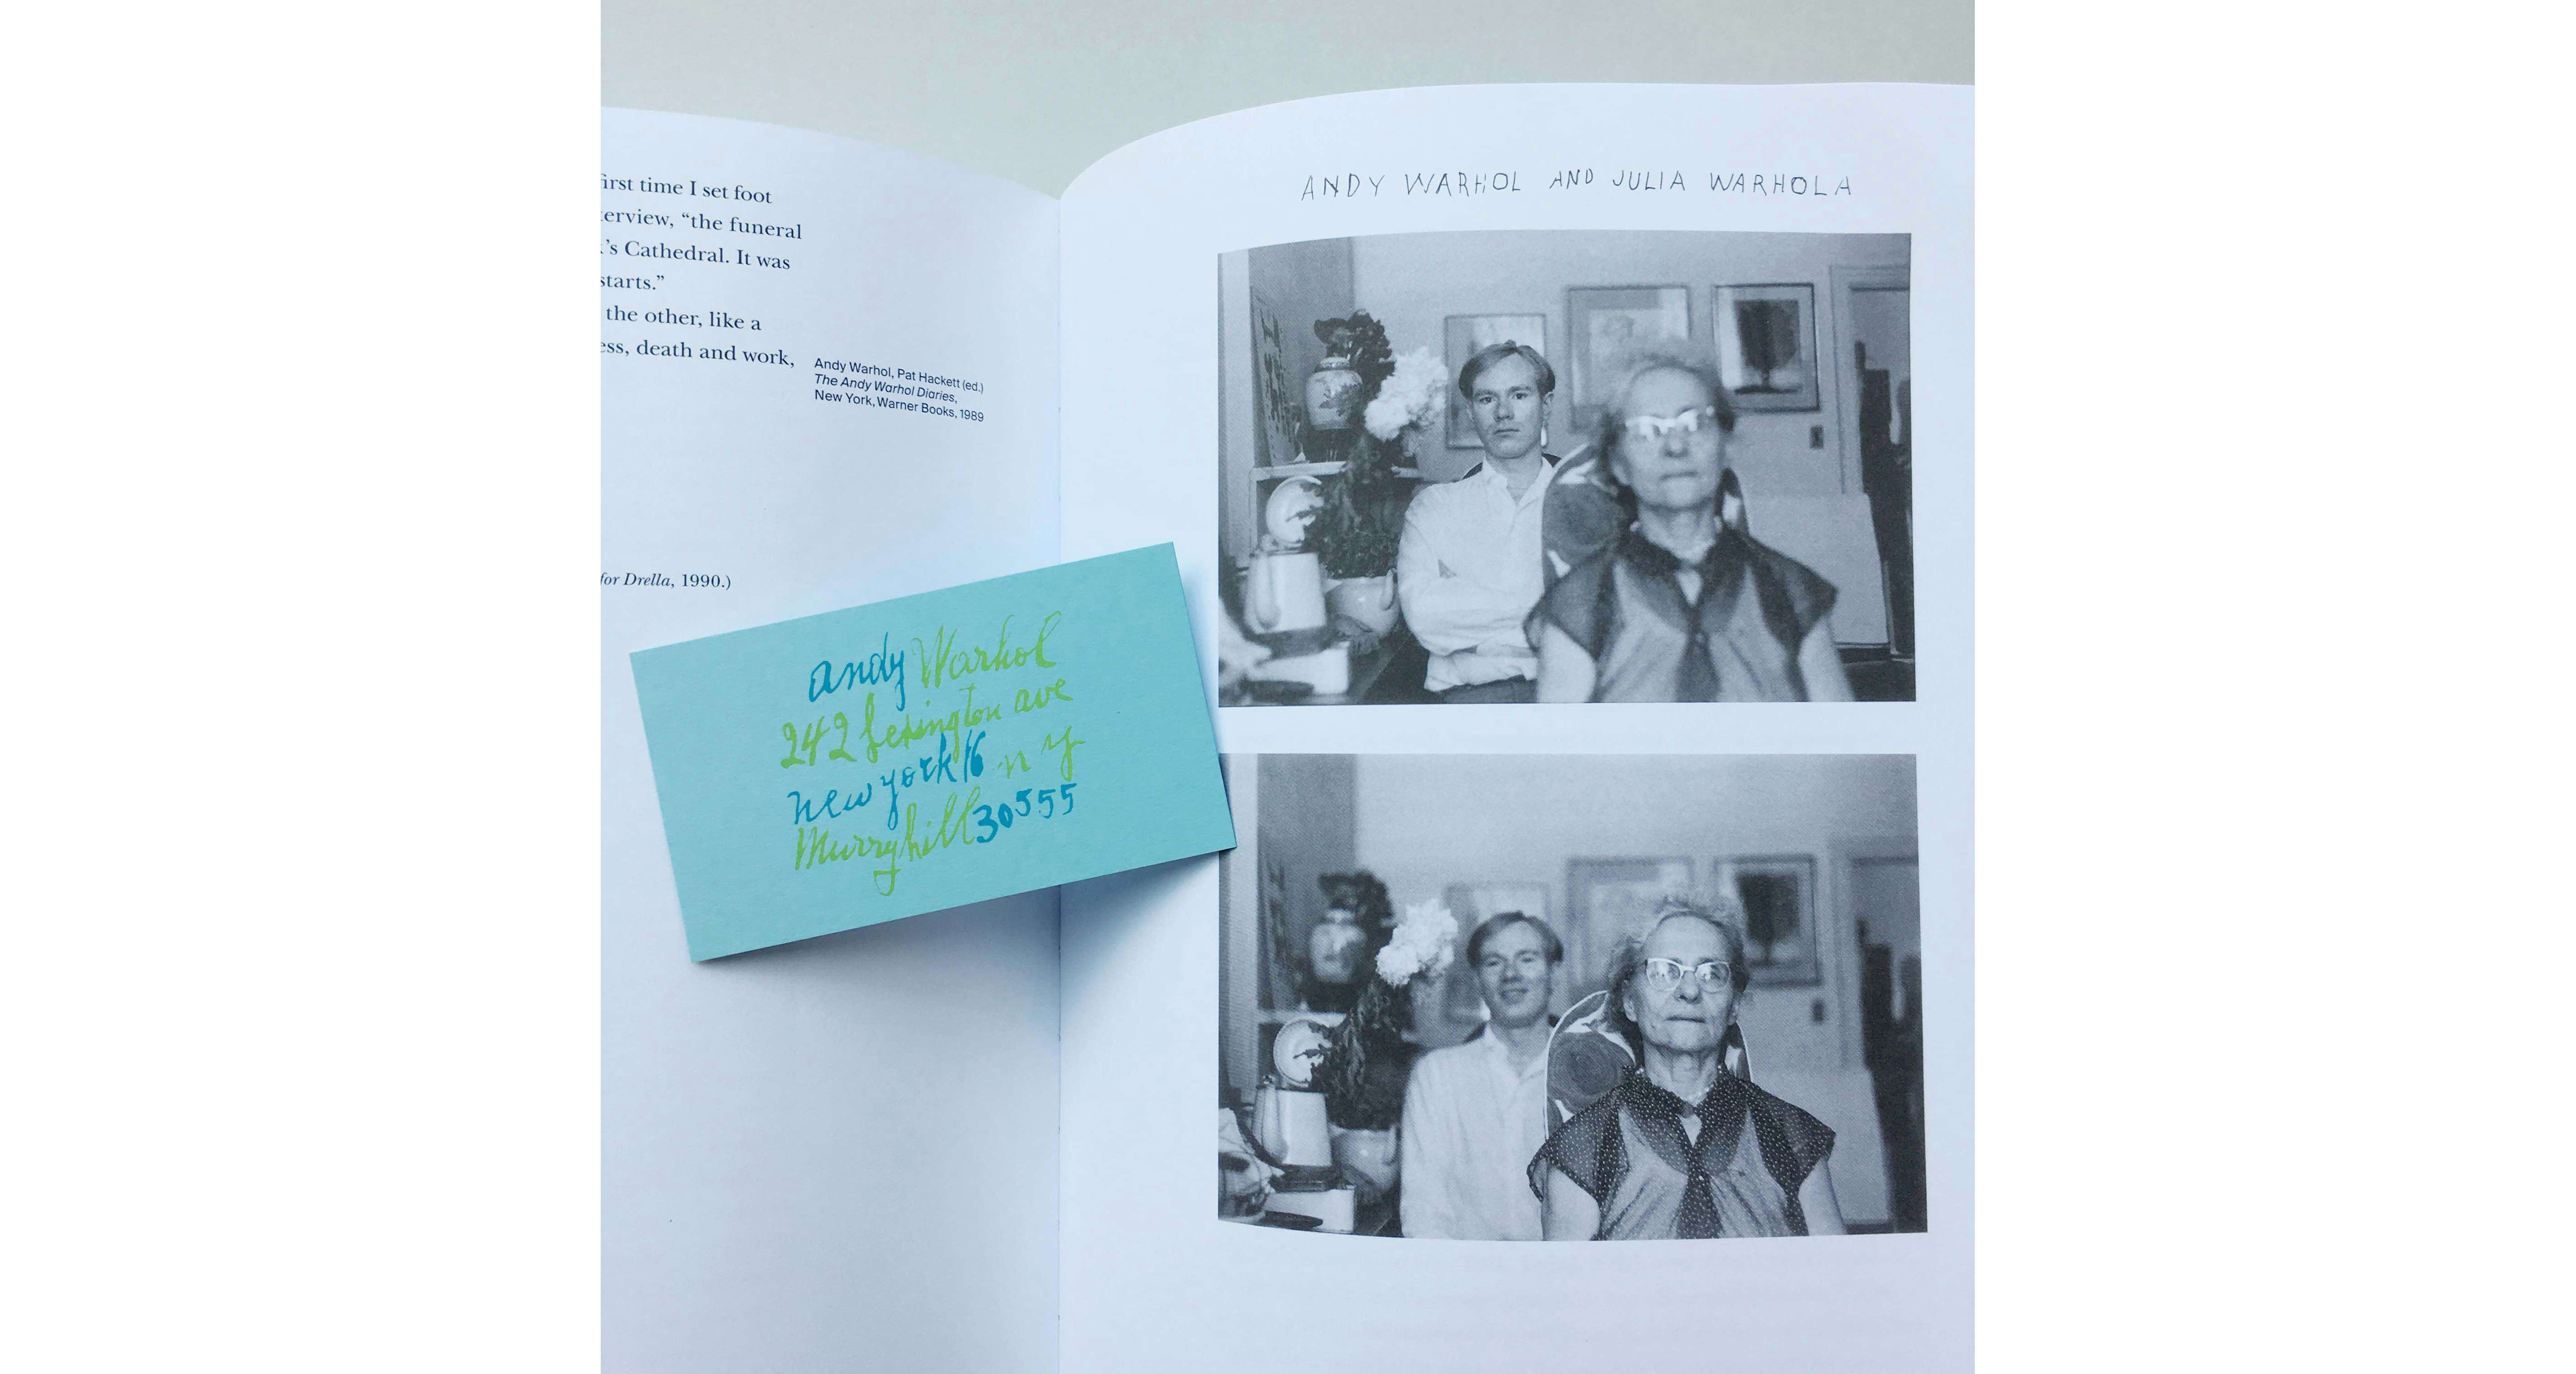 first time I set foot
terview, “the funeral
’s Cathedral. It was
starts.”
the other, like a
ess, death and work,
Andy Warhol, Pat Hackett (ed.)
The Andy Warhol Diaries,
New York, Warner Books, 1989
for Drella, 1990.)
andy Warhol
242 Lexington ave
new york 16 n y
Murryhill 30555
ANDY WARHOL AND JULIA WARHOLA